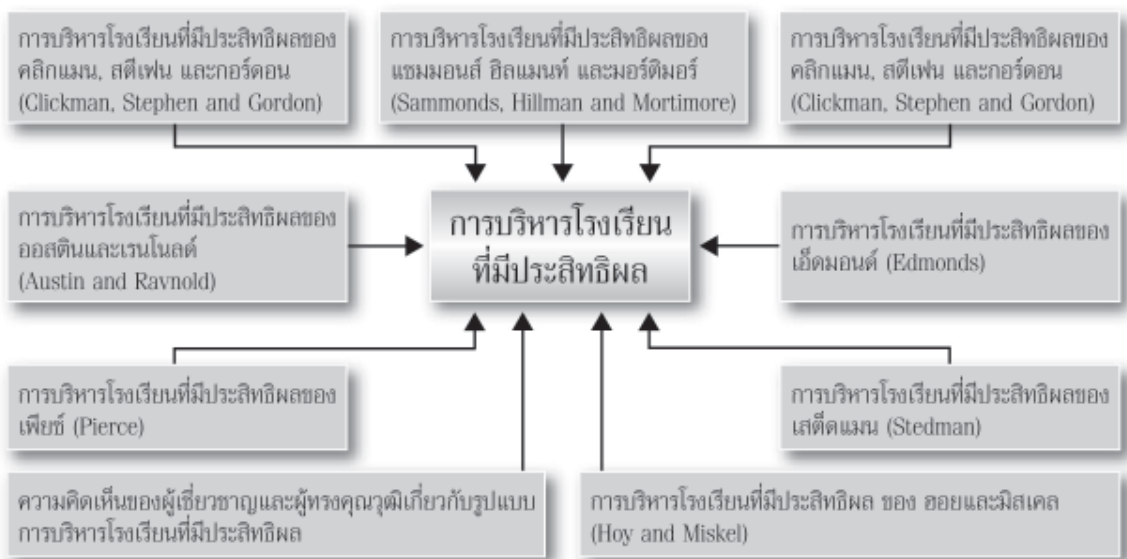 การบริหารโรงเรียนที่มีประสิทธิผลของ
คลิกแมน, สตีเฟน และกอร์ดอน
(Clickman, Stephen and Gordon)
การบริหารโรงเรียนที่มีประสิทธิผลของ
แซมมอนส์ ฮิลแมนท์ และมอร์ติมอร์
(Sammonds, Hillman and Mortimore)
การบริหารโรงเรียนที่มีประสิทธิผลของ
คลิกแมน, สตีเฟน และกอร์ดอน
(Clickman, Stephen and Gordon)
การบริหารโรงเรียนที่มีประสิทธิผลของ
ออสตินและเรนโนลด์
(Austin and Ravnold)
การบริหารโรงเรียน
ที่มีประสิทธิผล
การบริหารโรงเรียนที่มีประสิทธิผลของ
เอ็ดมอนด์ (Edmonds)
การบริหารโรงเรียนที่มีประสิทธิผลของ
เพียซ์ (Pierce)
การบริหารโรงเรียนที่มีประสิทธิผลของ
เสต็ดแมน (Stedman)
ความคิดเห็นของผู้เชี่ยวชาญและผู้ทรงคุณวุฒิเกี่ยวกับรูปแบบ
การบริหารโรงเรียนที่มีประสิทธิผล
การบริหารโรงเรียนที่มีประสิทธิผล ของ ฮอยและมิสเคล
(Hoy and Miskel)